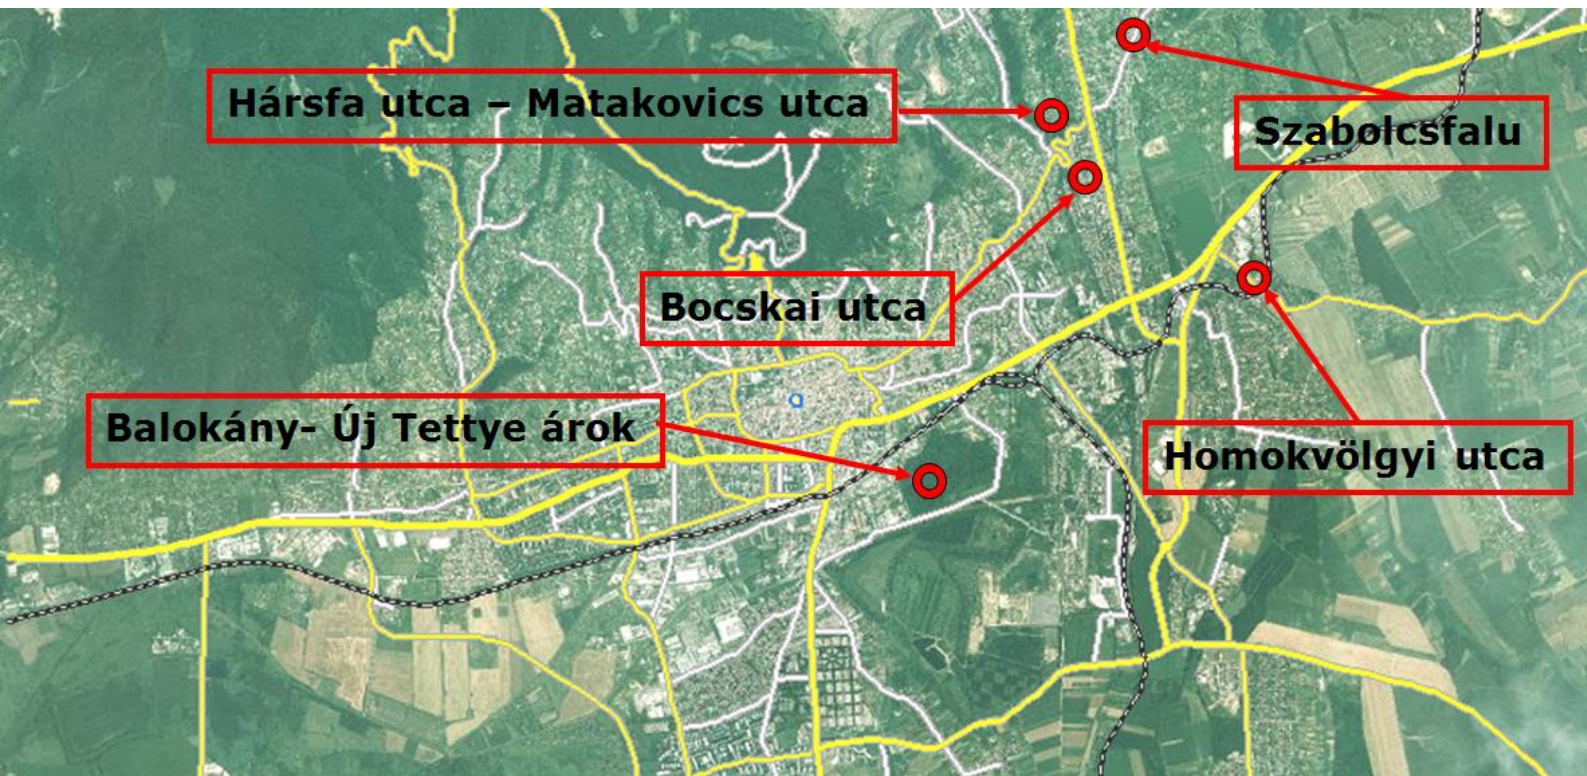 Hársfa utca – Matakovics utca
Szabolcsfalu
Bocskai utca
Balokány- Új Tettye árok
Homokvölgyi utca